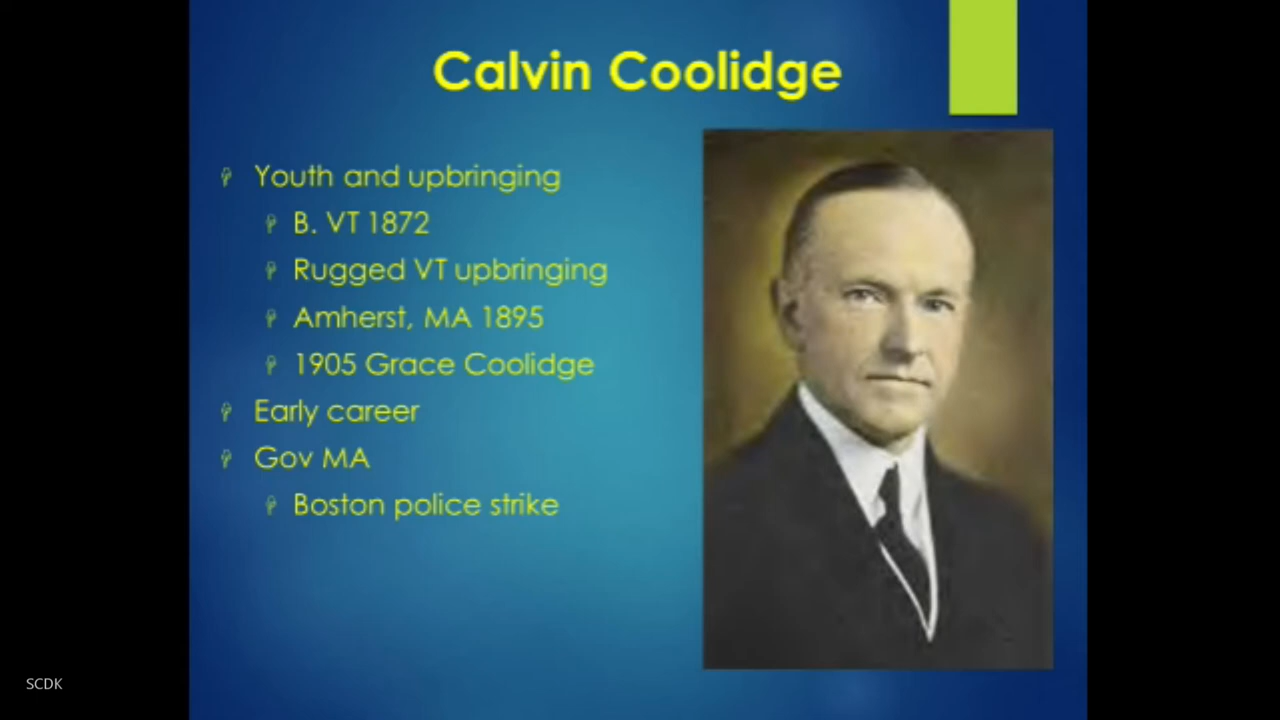 Calvin Coolidge
Youth and upbringing
B. VT 1872
Rugged VT upbringing
Amherst, MA 1895
1905 Grace Coolidge
Early career
Gov MA
Boston police strike
SCDK